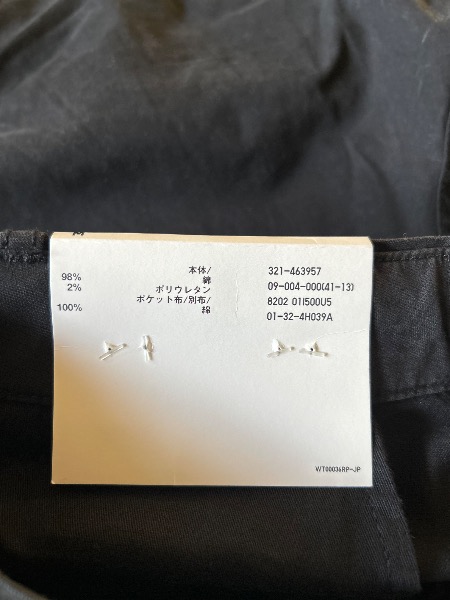 本体/
98% 綿
2% ポリウレタン
ポケット布/別布/
100% 綿
321-463957
09-004-000(41-13)
8202 01I500U5
01-32-4H039A
WT00036RP-JP